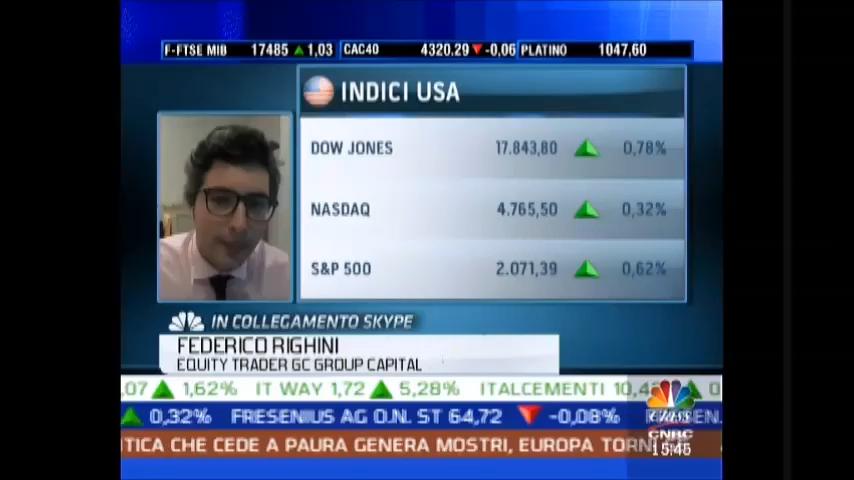 F-FTSE MIB 17485 1,03 CAC40 4320.29 -0,06 PLATINO 1047,60
INDICI USA
DOW JONES 17.843,80 0,78%
NASDAQ 4.765,50 0,32%
S&P 500 2.071,39 0,62%
IN COLLEGAMENTO SKYPE
FEDERICO RIGHINI
EQUITY TRADER GC GROUP CAPITAL
,07 1,62% IT WAY 1,72 5,28% ITALCEMENTI 10,4
0,32% FRESENIUS AG O.N. ST 64,72 -0,08%
TICA CHE CEDE A PAURA GENERA MOSTRI, EUROPA
CNBC
15:45